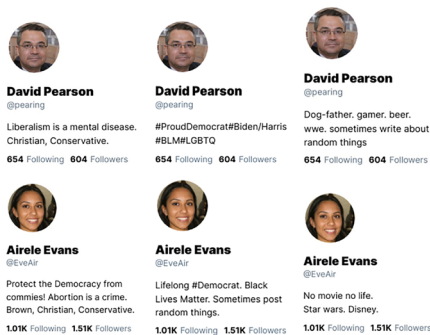 David Pearson
@pearing
Liberalism is a mental disease.
Christian, Conservative.
654 Following 604 Followers
David Pearson
@pearing
#ProudDemocrat#Biden/Harris
#BLM#LGBTQ
654 Following 604 Followers
David Pearson
@pearing
Dog-father. gamer. beer.
wwe. sometimes write about
random things
654 Following 604 Followers
Airele Evans
@EveAir
Protect the Democracy from
commies! Abortion is a crime.
Brown, Christian, Conservative.
1.01K Following 1.51K Followers
Airele Evans
@EveAir
Lifelong #Democrat. Black
Lives Matter. Sometimes post
random things.
1.01K Following 1.51K Followers
Airele Evans
@EveAir
No movie no life.
Star wars. Disney.
1.01K Following 1.51K Followers